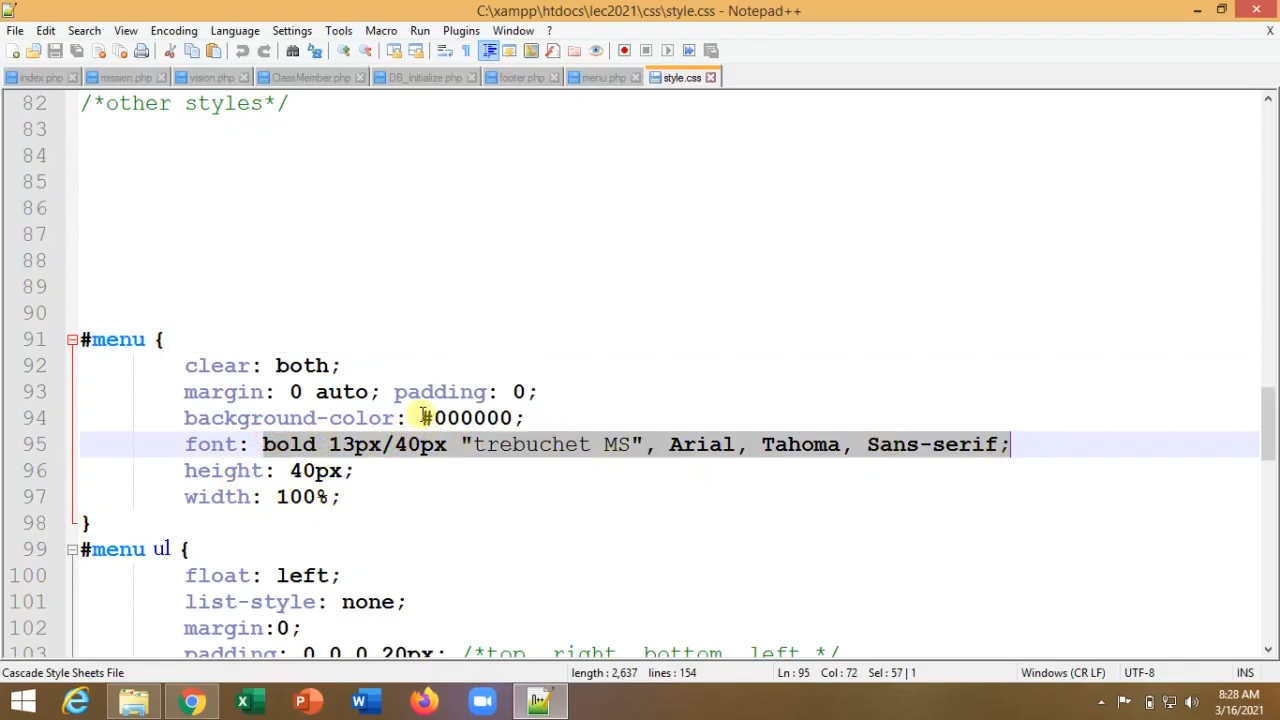 C:\xampp\htdocs\lec2021\css\style.css - Notepad++
File Edit Search View Encoding Language Settings Tools Macro Run Plugins Window ? X
index.php mission.php vision.php ClassMember.php DB_Initialize.php footer.php menu.php style.css
82 /*other styles*/
83
84
85
86
87
88
89
90
91 #menu {
92 clear: both;
93 margin: 0 auto; padding: 0;
94 background-color: #000000;
95 font: bold 13px/40px "trebuchet MS", Arial, Tahoma, Sans-serif;
96 height: 40px;
97 width: 100%;
98 }
99 #menu ul {
100 float: left;
101 list-style: none;
102 margin:0;
103 padding: 0 0 0 20px; /*top right bottom left */
Cascade Style Sheets File length : 2,637 lines : 154 Ln : 95 Col : 72 Sel : 57 | 1 Windows (CR LF) UTF-8 INS
8:28 AM
3/16/2021